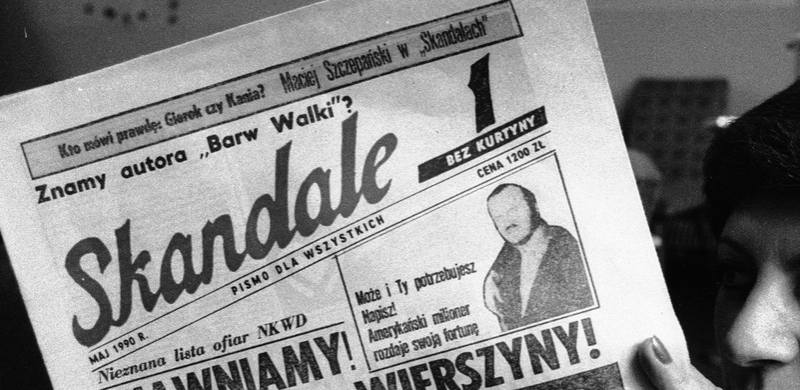 Kto mówi prawdę: Gierek czy Kania? Maciej Szczepański w „Skandalach”
Znamy autora „Barw Walki”?
1
BEZ KURTYNY
Skandale
CENA 1200 ZŁ
PISMO DLA WSZYSTKICH
MAJ 1990 R.
Może i Ty potrzebujesz
Napisz!
Amerykański milioner
rozdaje swoją fortunę
Nieznana lista ofiar NKWD
AWNIAMY!
WIERSZYNY!